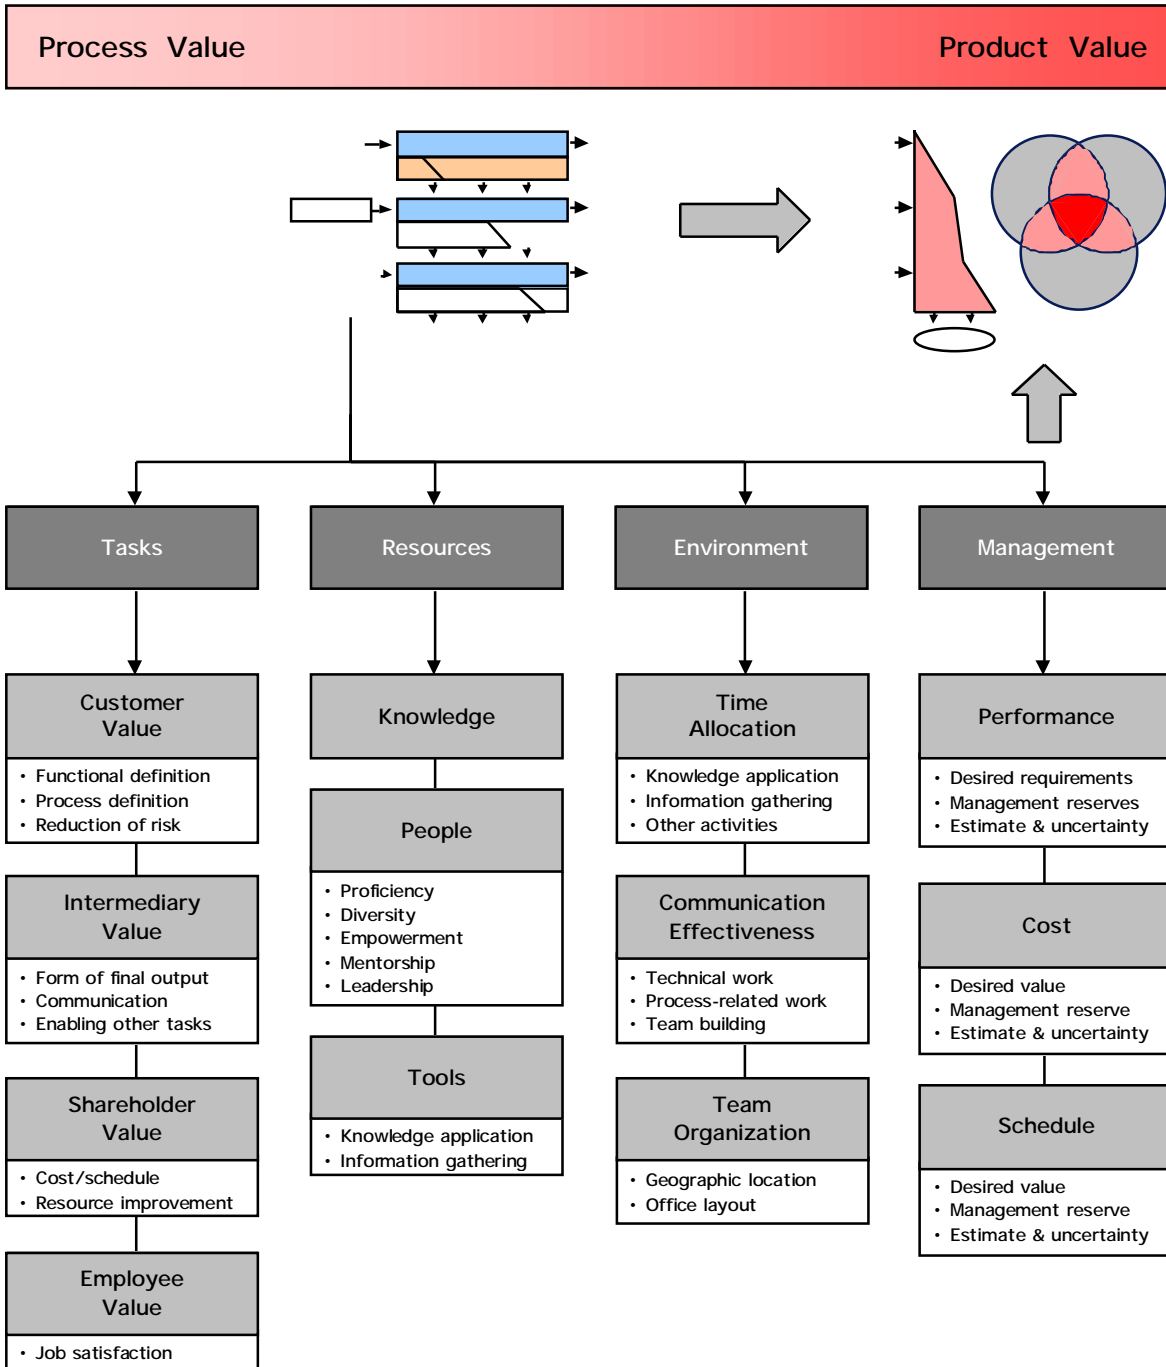 Process Value
Product Value
Tasks
Resources
Environment
Management
Customer
Value
• Functional definition
• Process definition
• Reduction of risk
Intermediary
Value
• Form of final output
• Communication
• Enabling other tasks
Shareholder
Value
• Cost/schedule
• Resource improvement
Employee
Value
• Job satisfaction
Knowledge
People
• Proficiency
• Diversity
• Empowerment
• Mentorship
• Leadership
Tools
• Knowledge application
• Information gathering
Time
Allocation
• Knowledge application
• Information gathering
• Other activities
Communication
Effectiveness
• Technical work
• Process-related work
• Team building
Team
Organization
• Geographic location
• Office layout
Performance
• Desired requirements
• Management reserves
• Estimate & uncertainty
Cost
• Desired value
• Management reserve
• Estimate & uncertainty
Schedule
• Desired value
• Management reserve
• Estimate & uncertainty